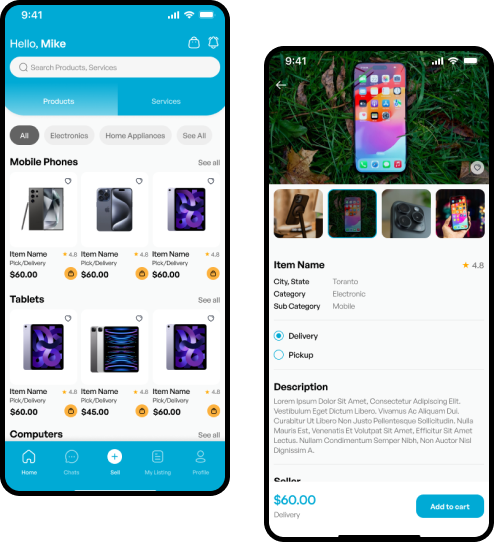 9:41
Hello, Mike
Search Products, Services
Products
Services
All
Electronics
Home Appliances
See All
Mobile Phones
See all
Item Name
4.8
Pick/Delivery
$60.00
Item Name
4.8
Pick/Delivery
$60.00
Item Name
4.8
Pick/Delivery
$60.00
Tablets
See all
Item Name
4.8
Pick/Delivery
$60.00
Item Name
4.8
Pick/Delivery
$45.00
Item Name
4.8
Pick/Delivery
$60.00
Computers
See all
Home
Chats
Sell
My Listing
Profile
9:41
Item Name
4.8
City, State
Toranto
Category
Electronic
Sub Category
Mobile
Delivery
Pickup
Description
Lorem Ipsum Dolor Sit Amet, Consectetur Adipiscing Elit.
Vestibulum Eget Dictum Libero. Vivamus Ac Aliquam Dui.
Curabitur Ut Libero Non Justo Pellentesque Sollicitudin. Nulla
Mauris Est, Venenatis Et Volutpat Sit Amet, Efficitur Sit Amet
Lectus. Nullam Condimentum Semper Nibh, Non Auctor Nisl
Dignissim A.
Seller
$60.00
Delivery
Add to cart